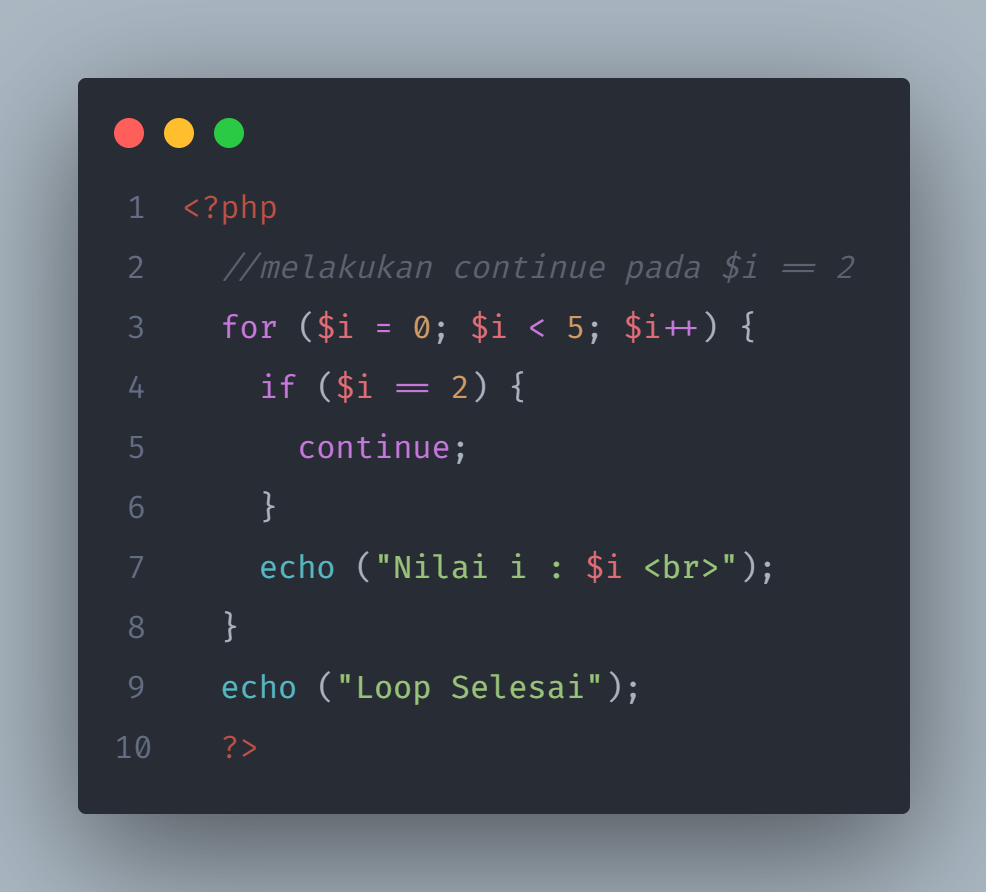 1 <?php
2 //melakukan continue pada $i == 2
3 for ($i = 0; $i < 5; $i++) {
4 if ($i == 2) {
5 continue;
6 }
7 echo ("Nilai i : $i <br>");
8 }
9 echo ("Loop Selesai");
10 ?>